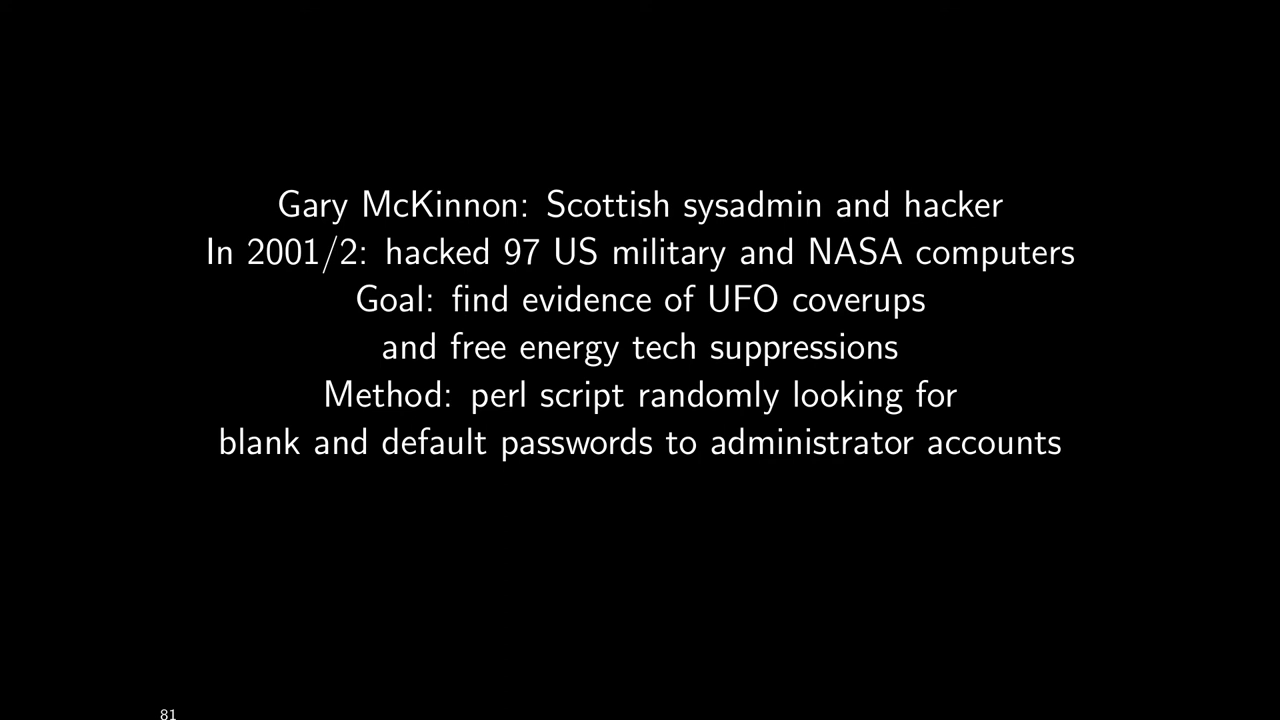 Gary McKinnon: Scottish sysadmin and hacker
In 2001/2: hacked 97 US military and NASA computers
Goal: find evidence of UFO coverups
and free energy tech suppressions
Method: perl script randomly looking for
blank and default passwords to administrator accounts
81